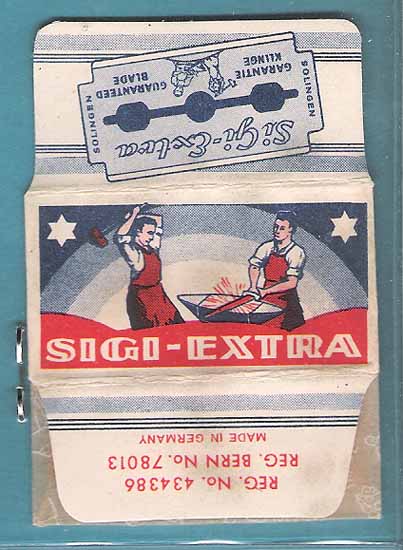 SOLINGEN
GARANTIE
KLINGE
GUARANTEED
BLADE
SOLINGEN
SiGi-Extra
SIGI-EXTRA
REG. No. 434386
REG. BERN No. 78013
MADE IN GERMANY